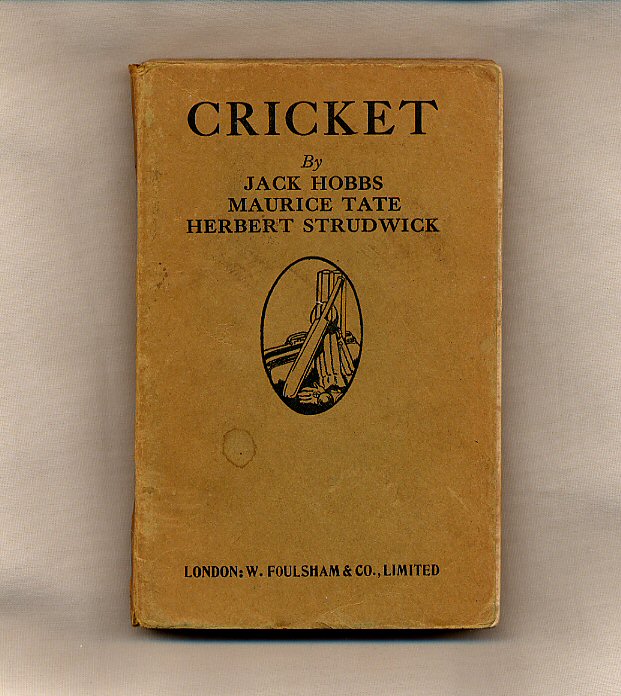 CRICKET
By
JACK HOBBS
MAURICE TATE
HERBERT STRUDWICK
LONDON: W. FOULSHAM & CO., LIMITED